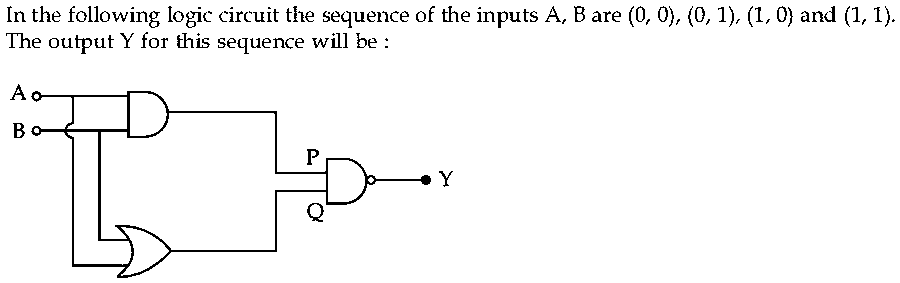 In the following logic circuit the sequence of the inputs A, B are (0, 0), (0, 1), (1, 0) and (1, 1).
The output Y for this sequence will be :
A
B
P
Y
Q